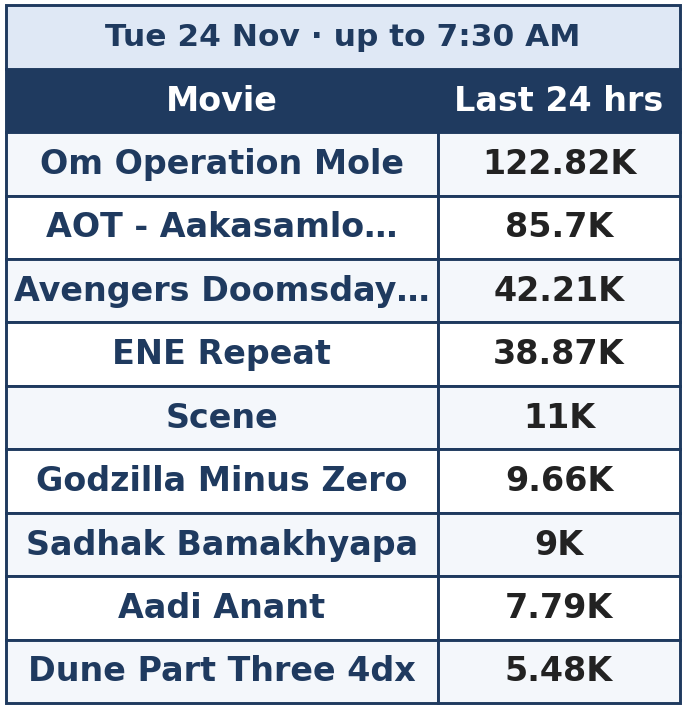 Tue 24 Nov · up to 7:30 AM
Movie Last 24 hrs
Om Operation Mole 122.82K
AOT - Aakasamlo... 85.7K
Avengers Doomsday... 42.21K
ENE Repeat 38.87K
Scene 11K
Godzilla Minus Zero 9.66K
Sadhak Bamakhyapa 9K
Aadi Anant 7.79K
Dune Part Three 4dx 5.48K